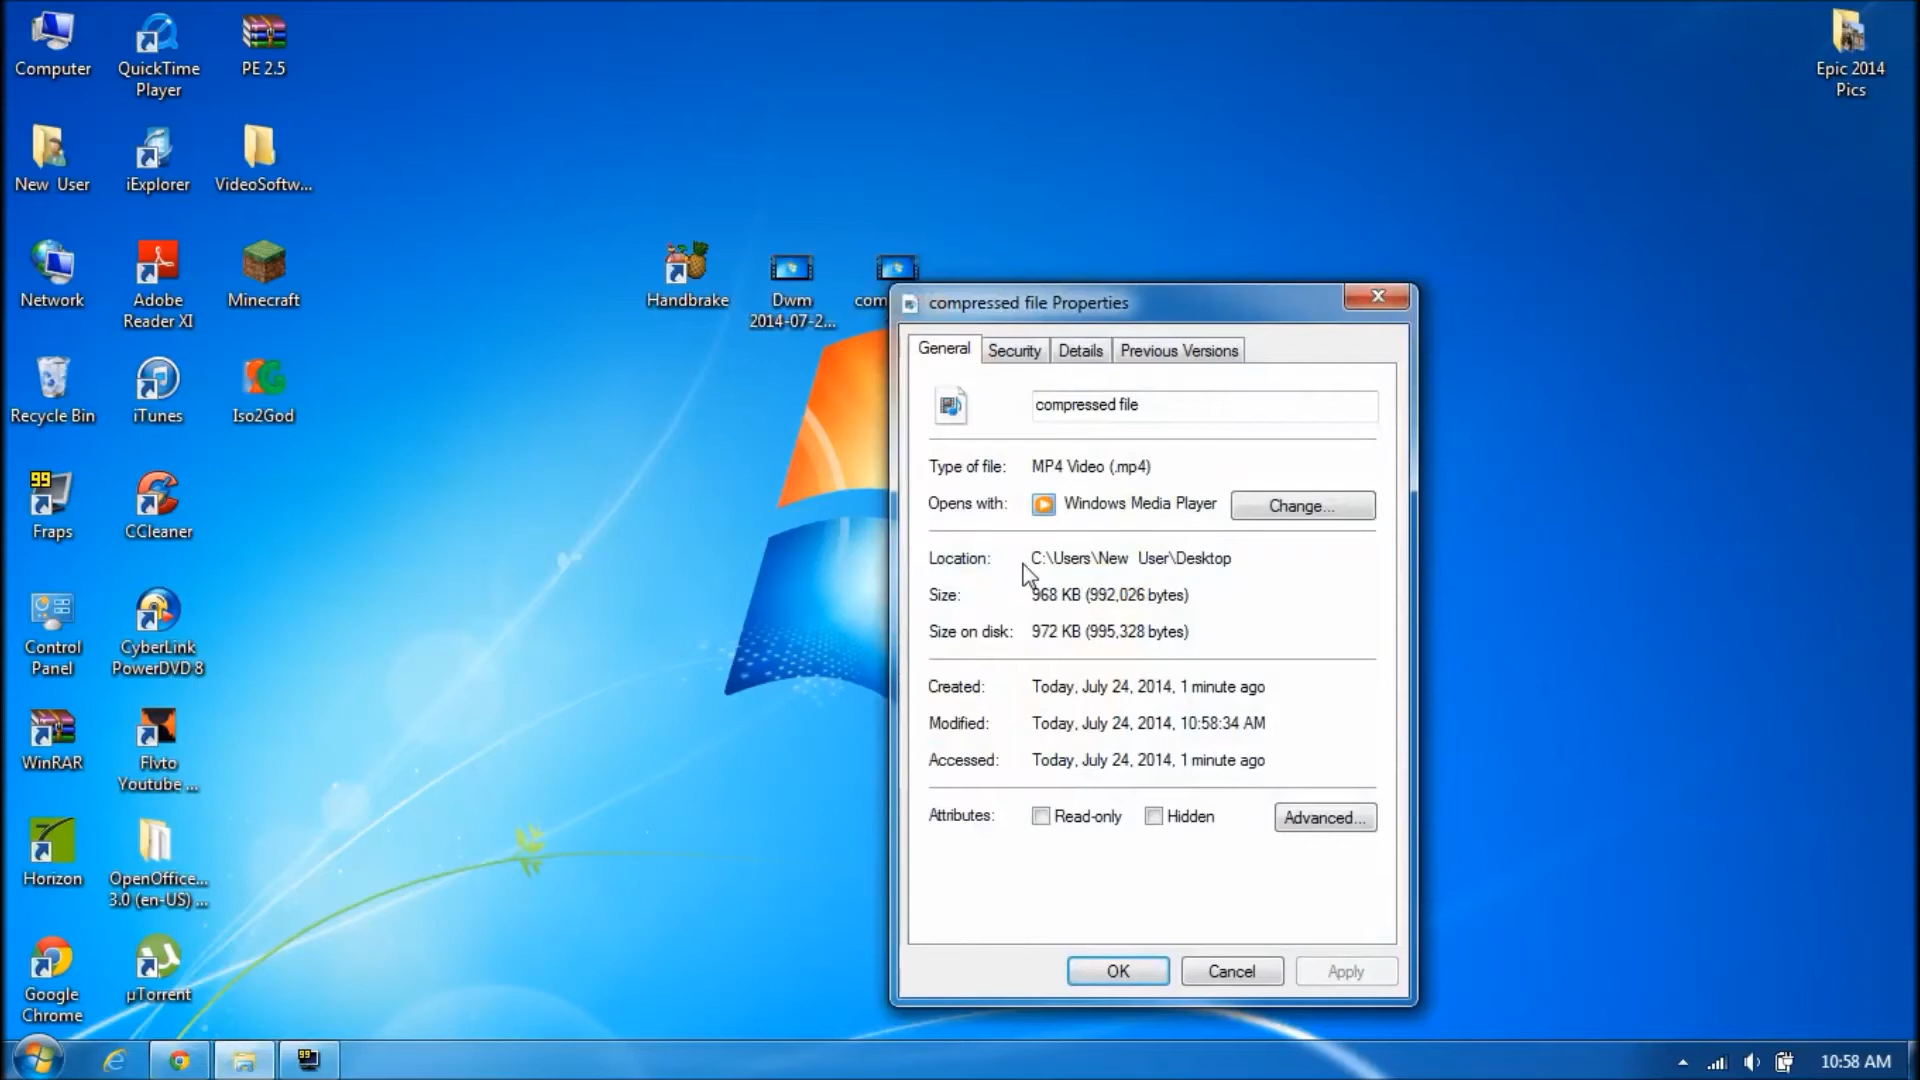 Computer
QuickTime
Player
PE 2.5
Epic 2014
Pics
New User
iExplorer
VideoSoftw...
Network
Adobe
Reader XI
Minecraft
Handbrake
Dwm
2014-07-2...
com
Recycle Bin
iTunes
Iso2God
99
Fraps
CCleaner
Control
Panel
CyberLink
PowerDVD 8
WinRAR
Flvto
Youtube ...
Horizon
OpenOffice...
3.0 (en-US) ...
Google
Chrome
µTorrent
compressed file Properties
General
Security
Details
Previous Versions
compressed file
Type of file: MP4 Video (.mp4)
Opens with: Windows Media Player
Change...
Location: C:\Users\New User\Desktop
Size: 968 KB (992,026 bytes)
Size on disk: 972 KB (995,328 bytes)
Created: Today, July 24, 2014, 1 minute ago
Modified: Today, July 24, 2014, 10:58:34 AM
Accessed: Today, July 24, 2014, 1 minute ago
Attributes: Read-only Hidden
Advanced...
OK
Cancel
Apply
99
10:58 AM